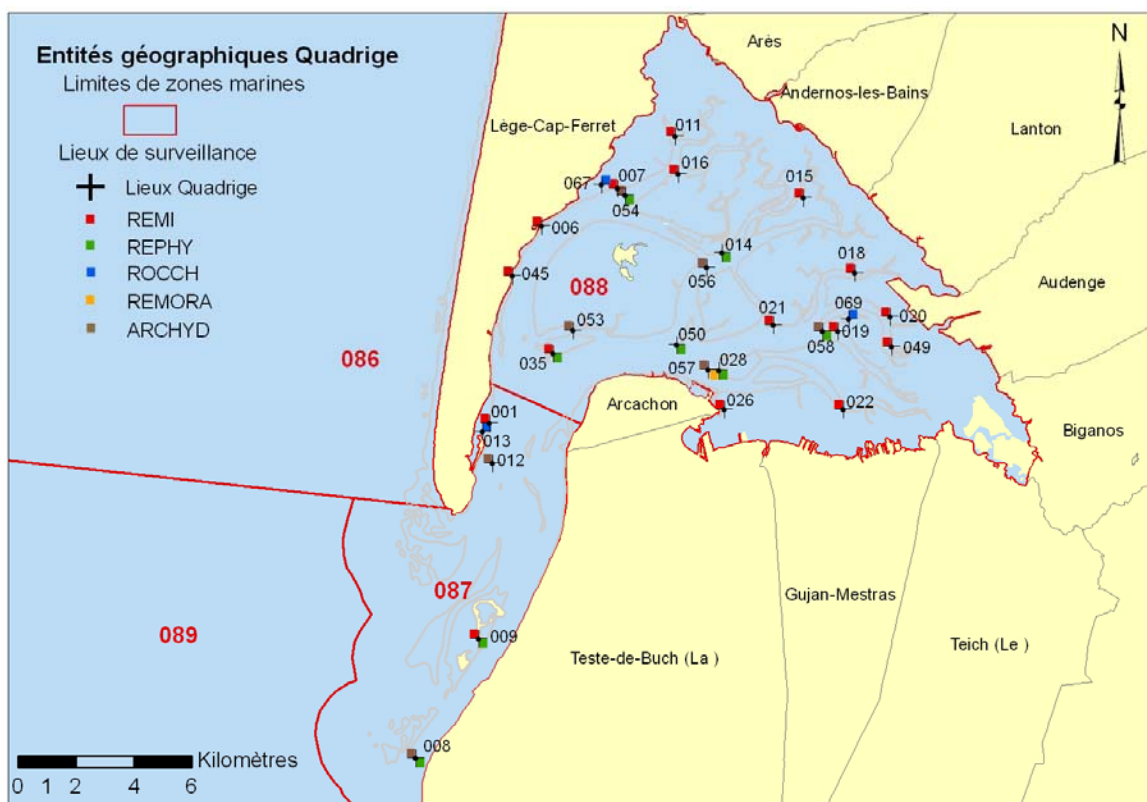 Entités géographiques Quadrige
Limites de zones marines
Lieux de surveillance
Lieux Quadrige
REMI
REPHY
ROCCH
REMORA
ARCHYD
N
Arès
Andernos-les-Bains
Lanton
Lège-Cap-Ferret
Audenge
Biganos
Arcachon
Gujan-Mestras
Teich (Le )
Teste-de-Buch (La )
011
016
067
007
054
015
006
014
056
018
045
088
053
021
069
020
058
019
049
035
050
057
028
026
022
086
001
013
012
087
089
009
008
Kilomètres
0 1 2 4 6